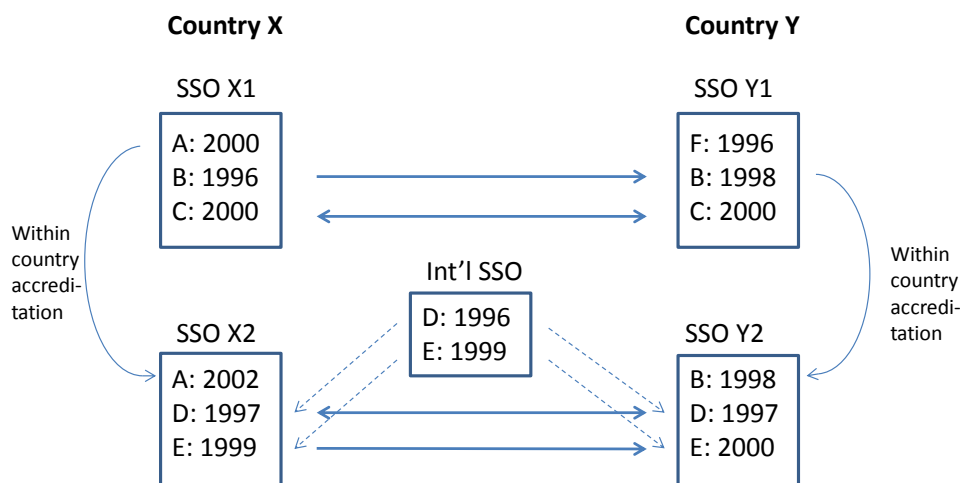 Country X
Country Y
SSO X1
SSO Y1
A: 2000
B: 1996
C: 2000
F: 1996
B: 1998
C: 2000
Within
country
accredi-
tation
Within
country
accredi-
tation
Int’l SSO
D: 1996
E: 1999
SSO X2
SSO Y2
A: 2002
D: 1997
E: 1999
B: 1998
D: 1997
E: 2000